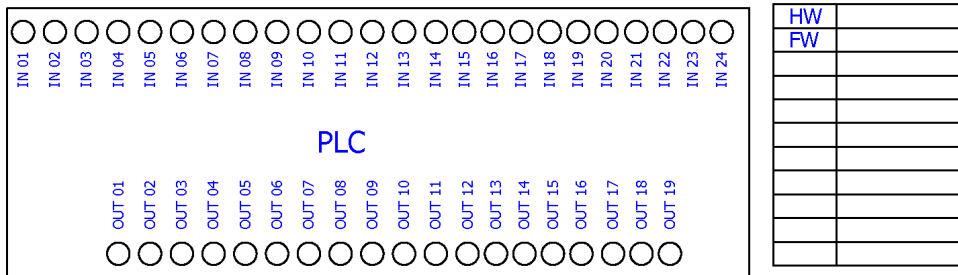 IN 01 IN 02 IN 03 IN 04 IN 05 IN 06 IN 07 IN 08 IN 09 IN 10 IN 11 IN 12 IN 13 IN 14 IN 15 IN 16 IN 17 IN 18 IN 19 IN 20 IN 21 IN 22 IN 23 IN 24
PLC
OUT 01 OUT 02 OUT 03 OUT 04 OUT 05 OUT 06 OUT 07 OUT 08 OUT 09 OUT 10 OUT 11 OUT 12 OUT 13 OUT 14 OUT 15 OUT 16 OUT 17 OUT 18 OUT 19
HW
FW